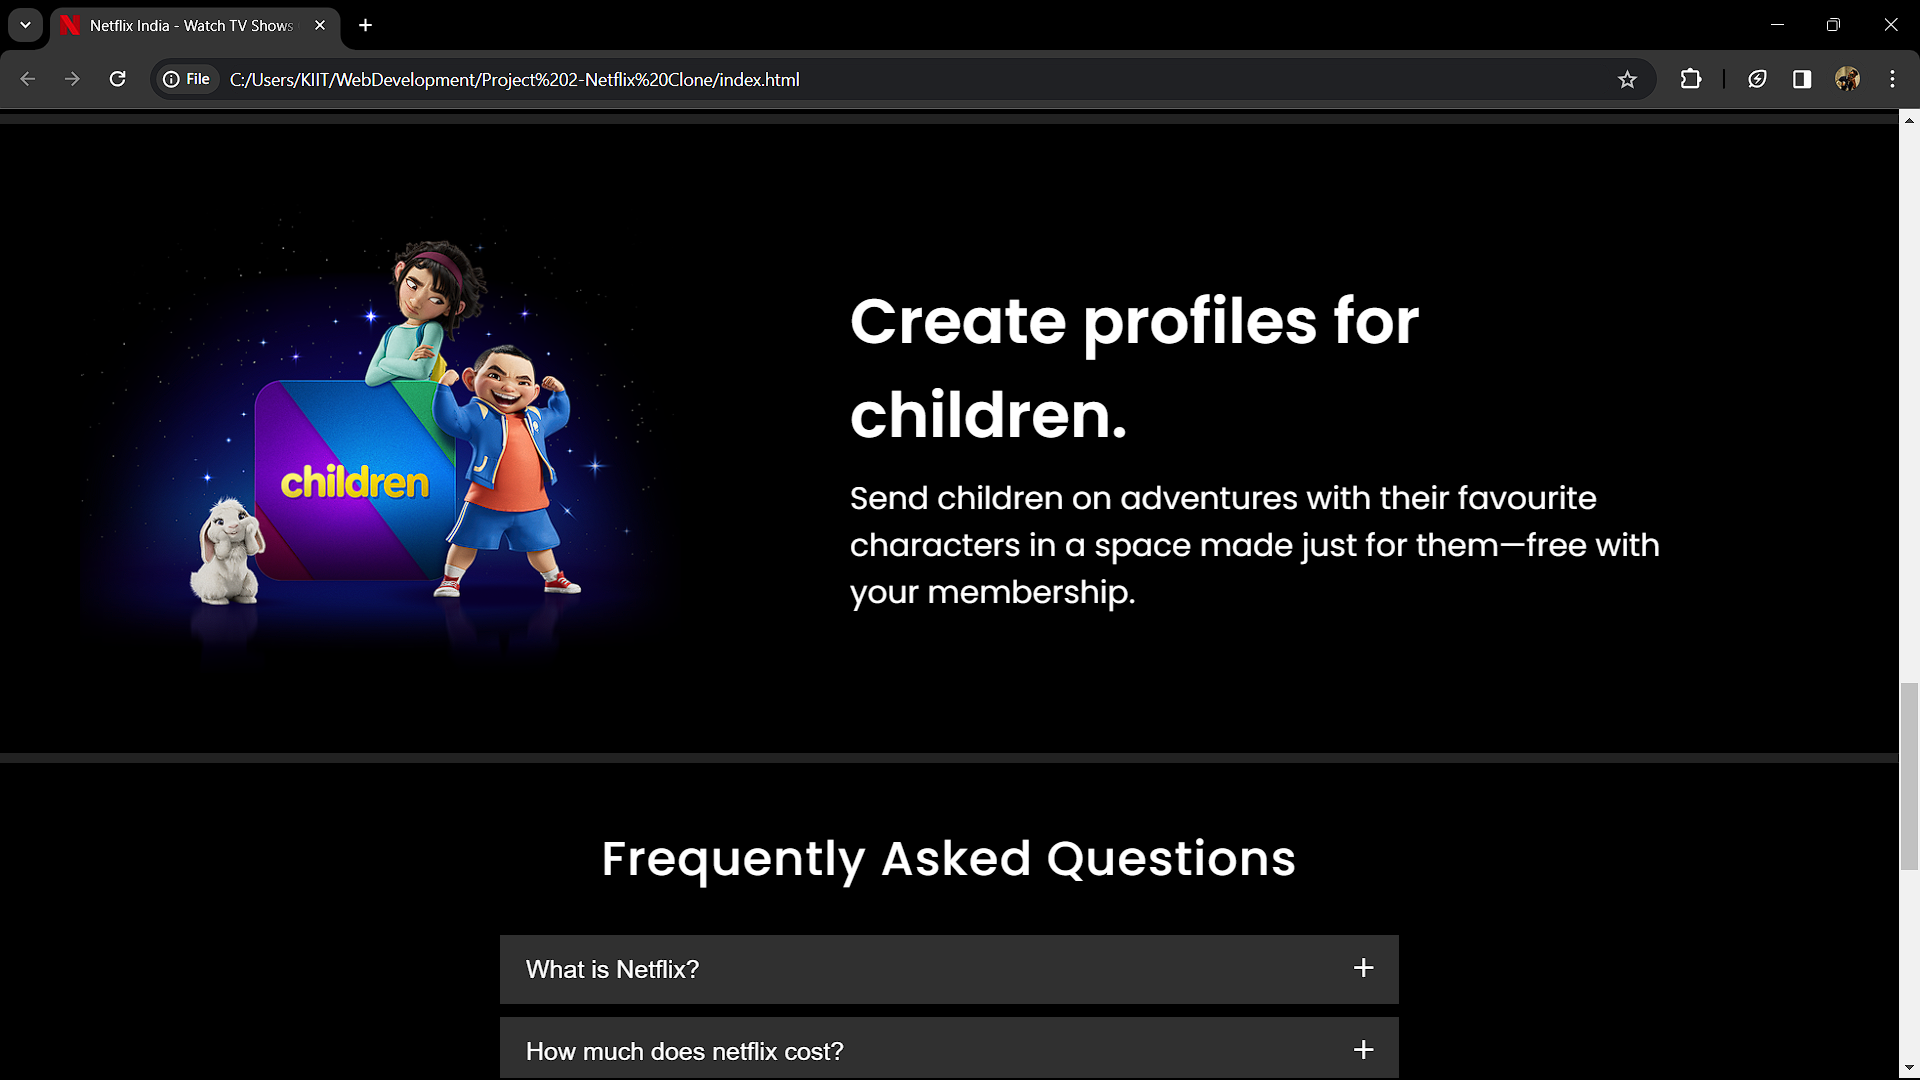 Netflix India - Watch TV Shows
File
C:/Users/KIIT/WebDevelopment/Project%202-Netflix%20Clone/index.html
children
Create profiles for
children.
Send children on adventures with their favourite
characters in a space made just for them—free with
your membership.
Frequently Asked Questions
What is Netflix? +
How much does netflix cost? +